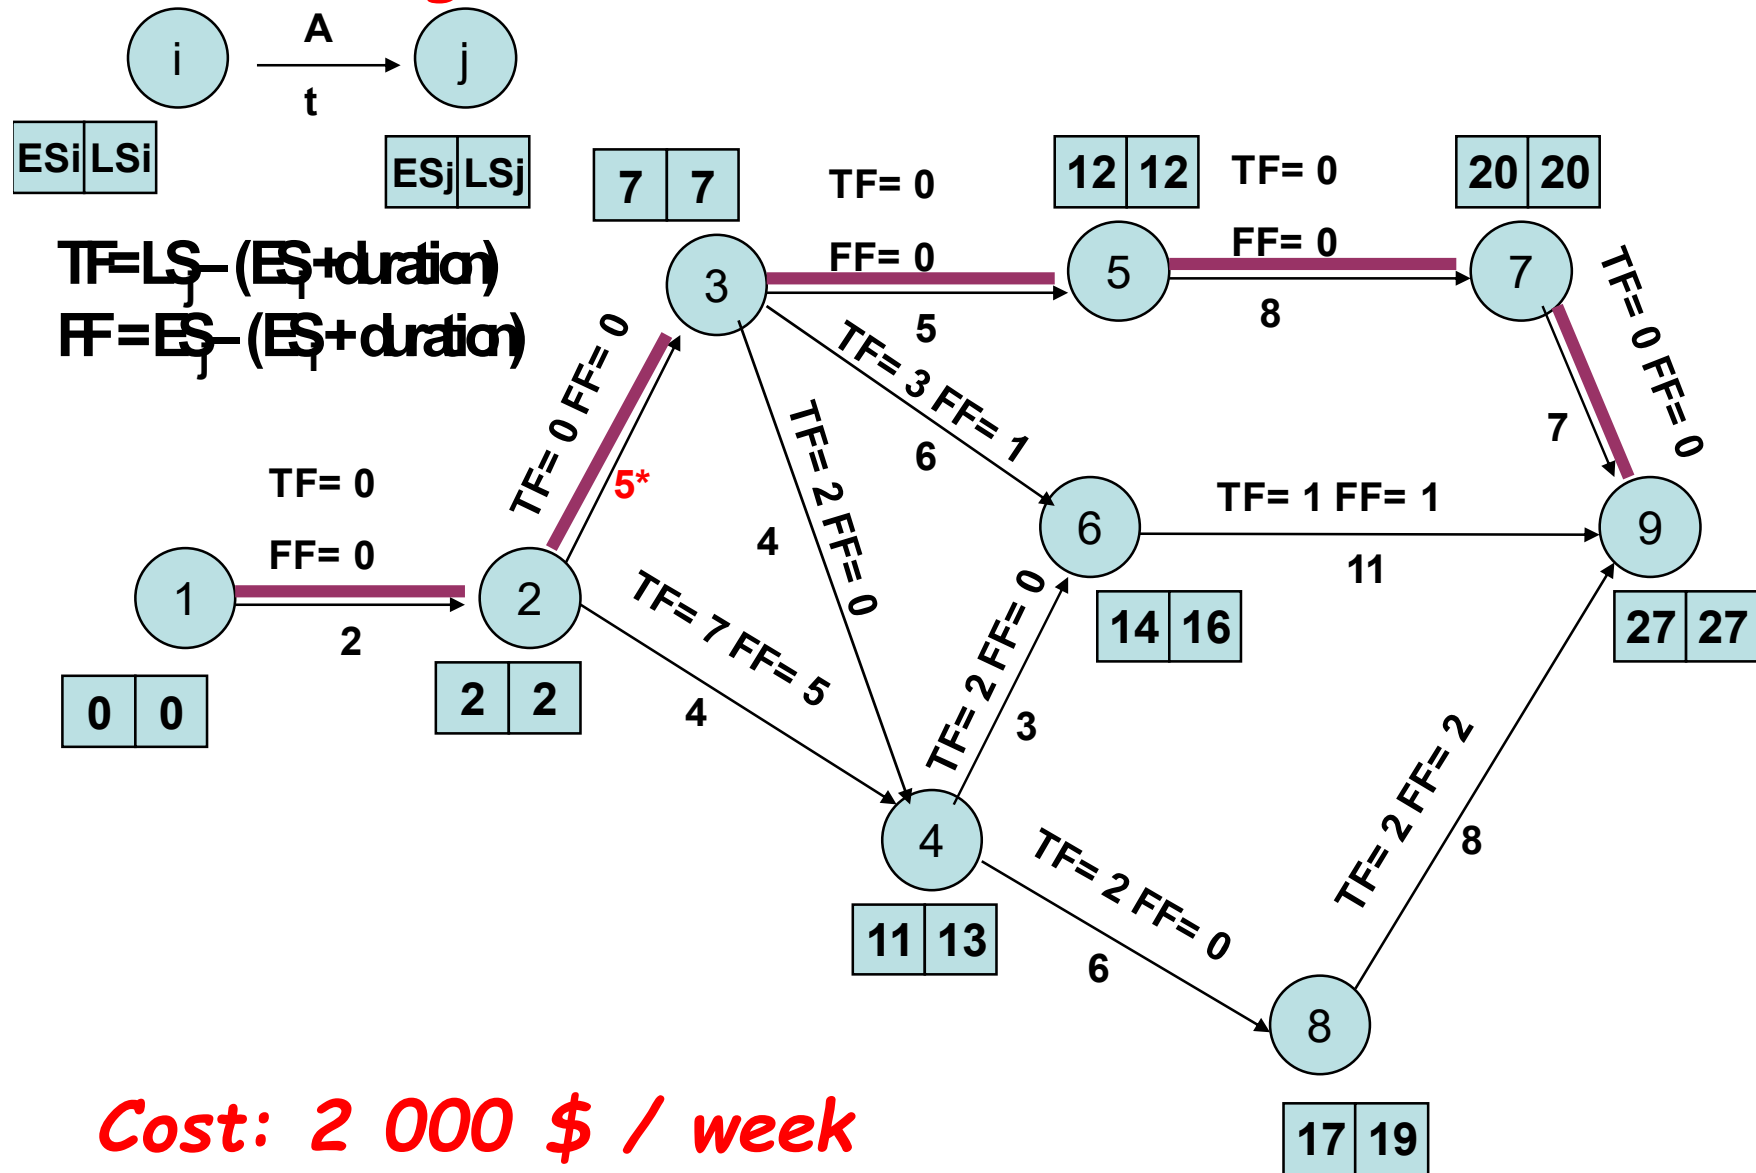 A
i
j
t
ESi LSi
ESj LSj
TF=LSj– (ESi+duration)
FF=ESj– (ESi+duration)
7 7
TF= 0
FF= 0
12 12
TF= 0
FF= 0
20 20
3
5
7
5
8
TF= 0 FF= 0
TF= 0 FF= 0
5*
TF= 3 FF= 1
6
TF= 2 FF= 0
4
7
TF= 0
FF= 0
1
2
2
0 0
2 2
TF= 7 FF= 5
4
6
TF= 1 FF= 1
11
9
14 16
27 27
TF= 2 FF= 0
3
4
11 13
TF= 2 FF= 0
6
TF= 2 FF= 2
8
8
17 19
Cost: 2 000 $ / week